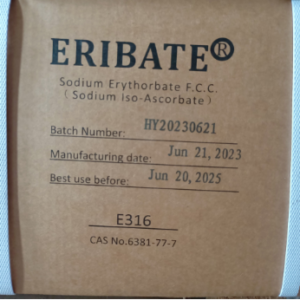 ERIBATE®
Sodium Erythorbate F.C.C.
( Sodium iso-Ascorbate )
Batch Number: HY20230621
Manufacturing date: Jun 21, 2023
Best use before: Jun 20, 2025
E316
CAS No.6381-77-7